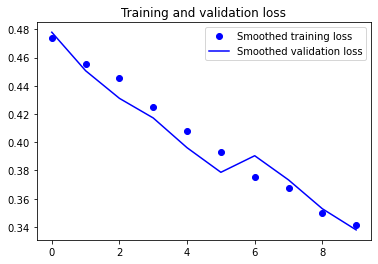 Training and validation loss
Smoothed training loss
Smoothed validation loss
0.48
0.46
0.44
0.42
0.40
0.38
0.36
0.34
0 2 4 6 8